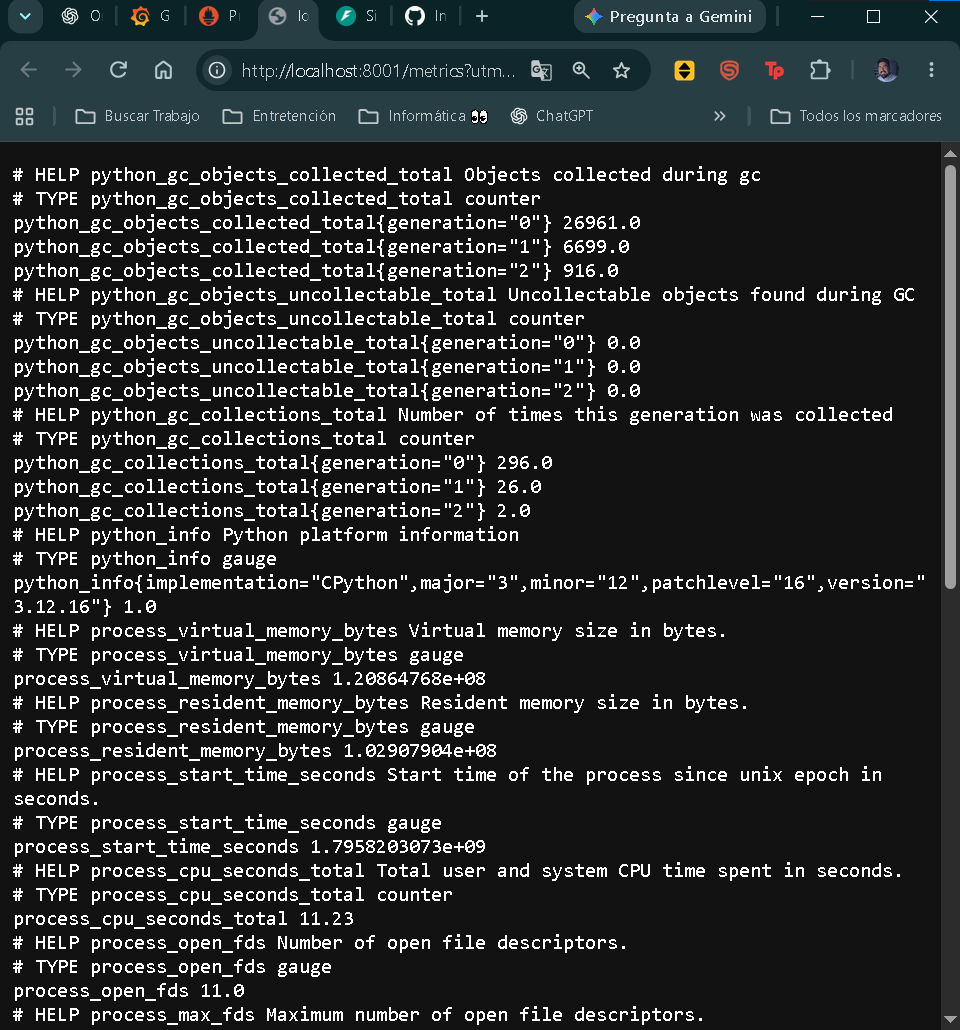 O
G
Pr
Io
Si
In
Pregunta a Gemini
http://localhost:8001/metrics?utm...
Buscar Trabajo
Entretención
Informática 👀
ChatGPT
»
Todos los marcadores
# HELP python_gc_objects_collected_total Objects collected during gc
# TYPE python_gc_objects_collected_total counter
python_gc_objects_collected_total{generation="0"} 26961.0
python_gc_objects_collected_total{generation="1"} 6699.0
python_gc_objects_collected_total{generation="2"} 916.0
# HELP python_gc_objects_uncollectable_total Uncollectable objects found during GC
# TYPE python_gc_objects_uncollectable_total counter
python_gc_objects_uncollectable_total{generation="0"} 0.0
python_gc_objects_uncollectable_total{generation="1"} 0.0
python_gc_objects_uncollectable_total{generation="2"} 0.0
# HELP python_gc_collections_total Number of times this generation was collected
# TYPE python_gc_collections_total counter
python_gc_collections_total{generation="0"} 296.0
python_gc_collections_total{generation="1"} 26.0
python_gc_collections_total{generation="2"} 2.0
# HELP python_info Python platform information
# TYPE python_info gauge
python_info{implementation="CPython",major="3",minor="12",patchlevel="16",version="
3.12.16"} 1.0
# HELP process_virtual_memory_bytes Virtual memory size in bytes.
# TYPE process_virtual_memory_bytes gauge
process_virtual_memory_bytes 1.20864768e+08
# HELP process_resident_memory_bytes Resident memory size in bytes.
# TYPE process_resident_memory_bytes gauge
process_resident_memory_bytes 1.02907904e+08
# HELP process_start_time_seconds Start time of the process since unix epoch in
seconds.
# TYPE process_start_time_seconds gauge
process_start_time_seconds 1.7958203073e+09
# HELP process_cpu_seconds_total Total user and system CPU time spent in seconds.
# TYPE process_cpu_seconds_total counter
process_cpu_seconds_total 11.23
# HELP process_open_fds Number of open file descriptors.
# TYPE process_open_fds gauge
process_open_fds 11.0
# HELP process_max_fds Maximum number of open file descriptors.